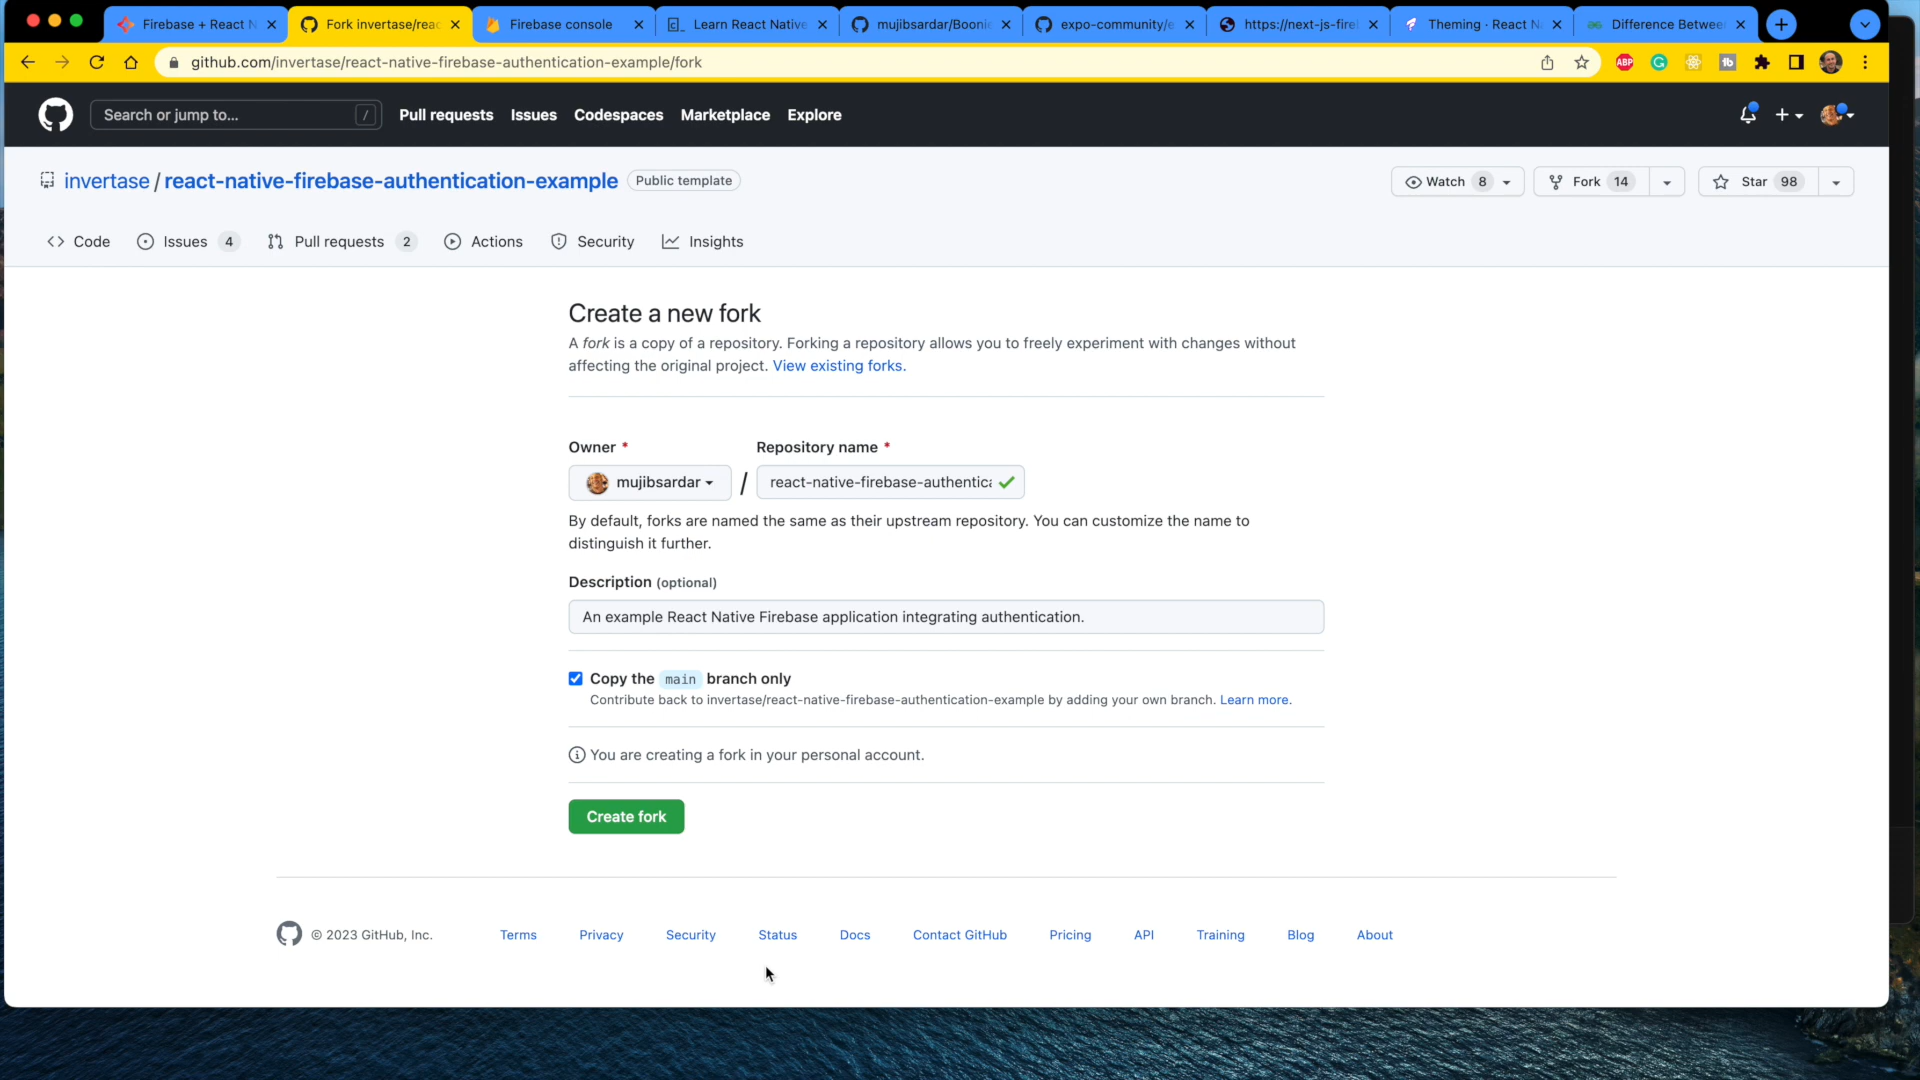 Firebase + React N
Fork invertase/reac
Firebase console
Learn React Native
mujibsardar/Boonie
expo-community/e
https://next-js-fire
Theming · React Na
Difference Betwee
github.com/invertase/react-native-firebase-authentication-example/fork
ABP
Search or jump to...
/
Pull requests
Issues
Codespaces
Marketplace
Explore
invertase / react-native-firebase-authentication-example
Public template
Watch 8
Fork 14
Star 98
Code
Issues 4
Pull requests 2
Actions
Security
Insights
Create a new fork
A fork is a copy of a repository. Forking a repository allows you to freely experiment with changes without
affecting the original project. View existing forks.
Owner *
Repository name *
mujibsardar
/
react-native-firebase-authentica
By default, forks are named the same as their upstream repository. You can customize the name to
distinguish it further.
Description (optional)
An example React Native Firebase application integrating authentication.
Copy the main branch only
Contribute back to invertase/react-native-firebase-authentication-example by adding your own branch. Learn more.
You are creating a fork in your personal account.
Create fork
© 2023 GitHub, Inc.
Terms
Privacy
Security
Status
Docs
Contact GitHub
Pricing
API
Training
Blog
About